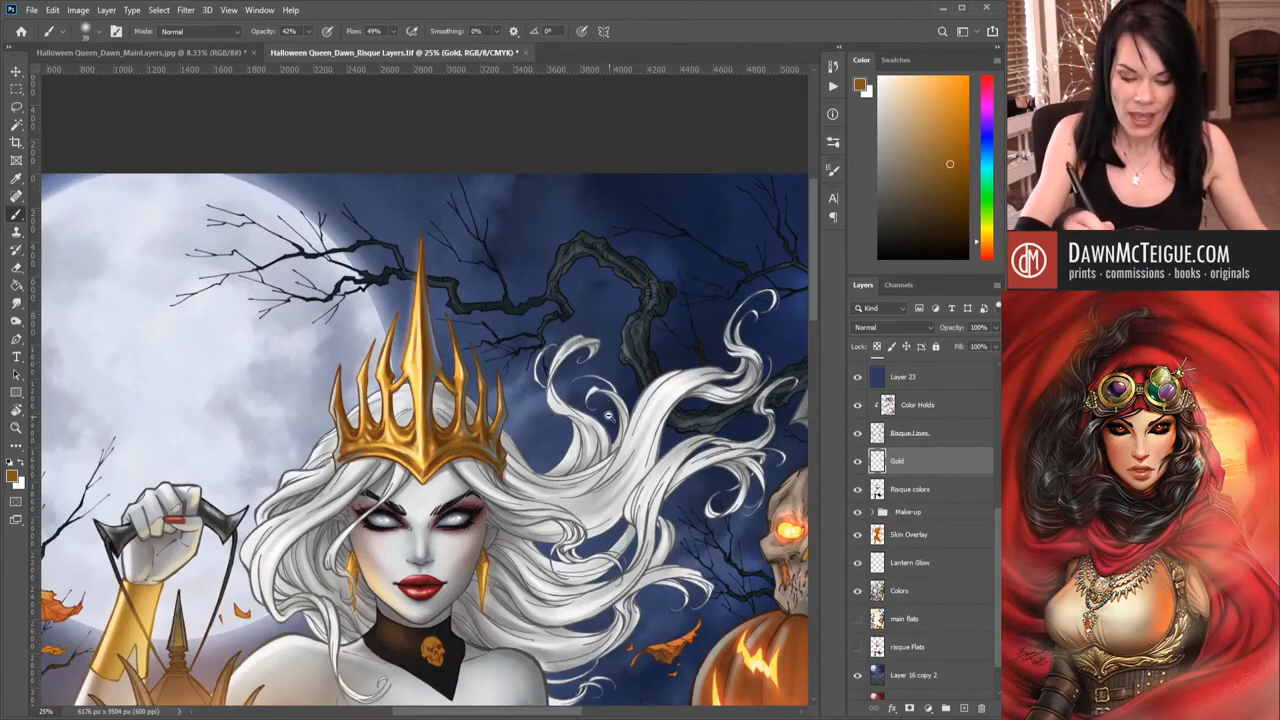 Ps File Edit Image Layer Type Select Filter 3D View Window Help
39 Mode: Normal Opacity: 42% Flow: 49% Smoothing: 0% 0°
Halloween Queen_Dawn_MainLayers.jpg @ 8.33% (RGB/8#) * × Halloween Queen_Dawn_Risque Layers.tif @ 25% (Gold, RGB/8/CMYK) * ×
600 800 1000 1200 1400 1600 1800 2000 2200 2400 2600 2800 3000 3200 3400 3600 3800 4000 4200 4400 4600 4800 5000
Color Swatches
Layers Channels
Kind
Normal Opacity: 100%
Lock: Fill: 100%
Layer 23
Color Holds
Risque Lines
Gold
Risque colors
Make-up
Skin Overlay
Lantern Glow
Colors
main flats
risque Flats
Layer 16 copy 2
25% 6176 px x 9504 px (600 ppi)
DAWNMCTEIGUE.COM
prints · commissions · books · originals